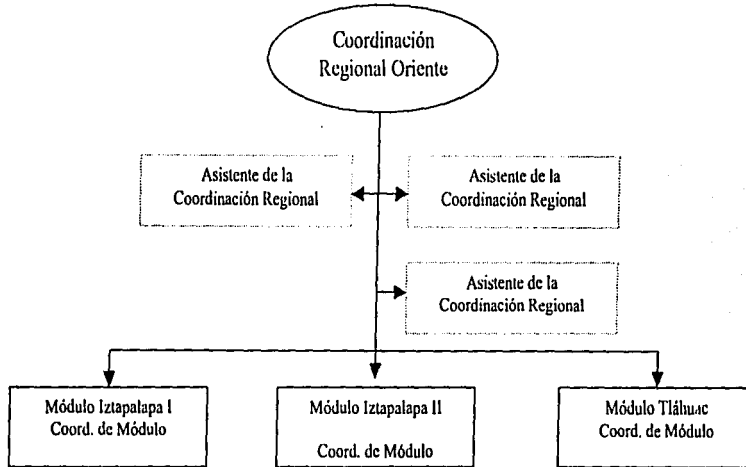 Coordinación
Regional Oriente
Asistente de la
Coordinación Regional
Asistente de la
Coordinación Regional
Asistente de la
Coordinación Regional
Módulo Iztapalapa I
Coord. de Módulo
Módulo Iztapalapa II
Coord. de Módulo
Módulo Tláhuac
Coord. de Módulo